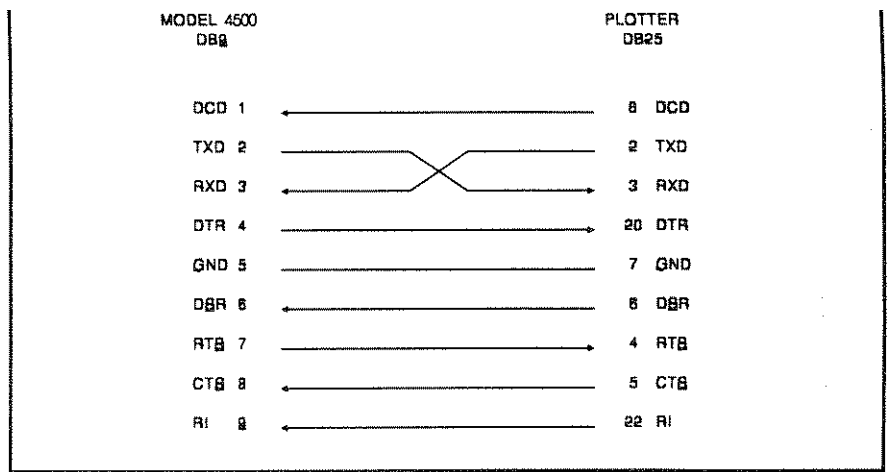 MODEL 4500 PLOTTER
DB9 DB25
DCD 1 8 DCD
TXD 2 2 TXD
RXD 3 3 RXD
DTR 4 20 DTR
GND 5 7 GND
DSR 6 6 DSR
RTS 7 4 RTS
CTS 8 5 CTS
RI 9 22 RI